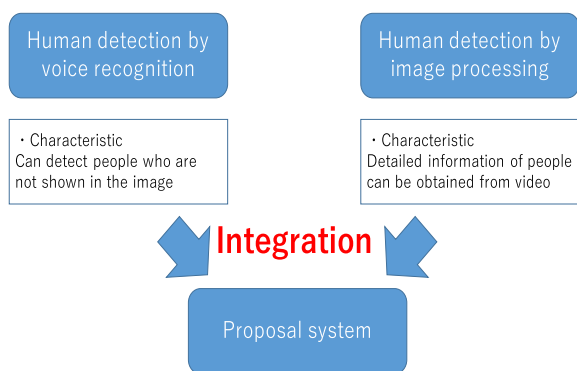 Human detection by
voice recognition
Human detection by
image processing
・Characteristic
Can detect people who are
not shown in the image
・Characteristic
Detailed information of people
can be obtained from video
Integration
Proposal system